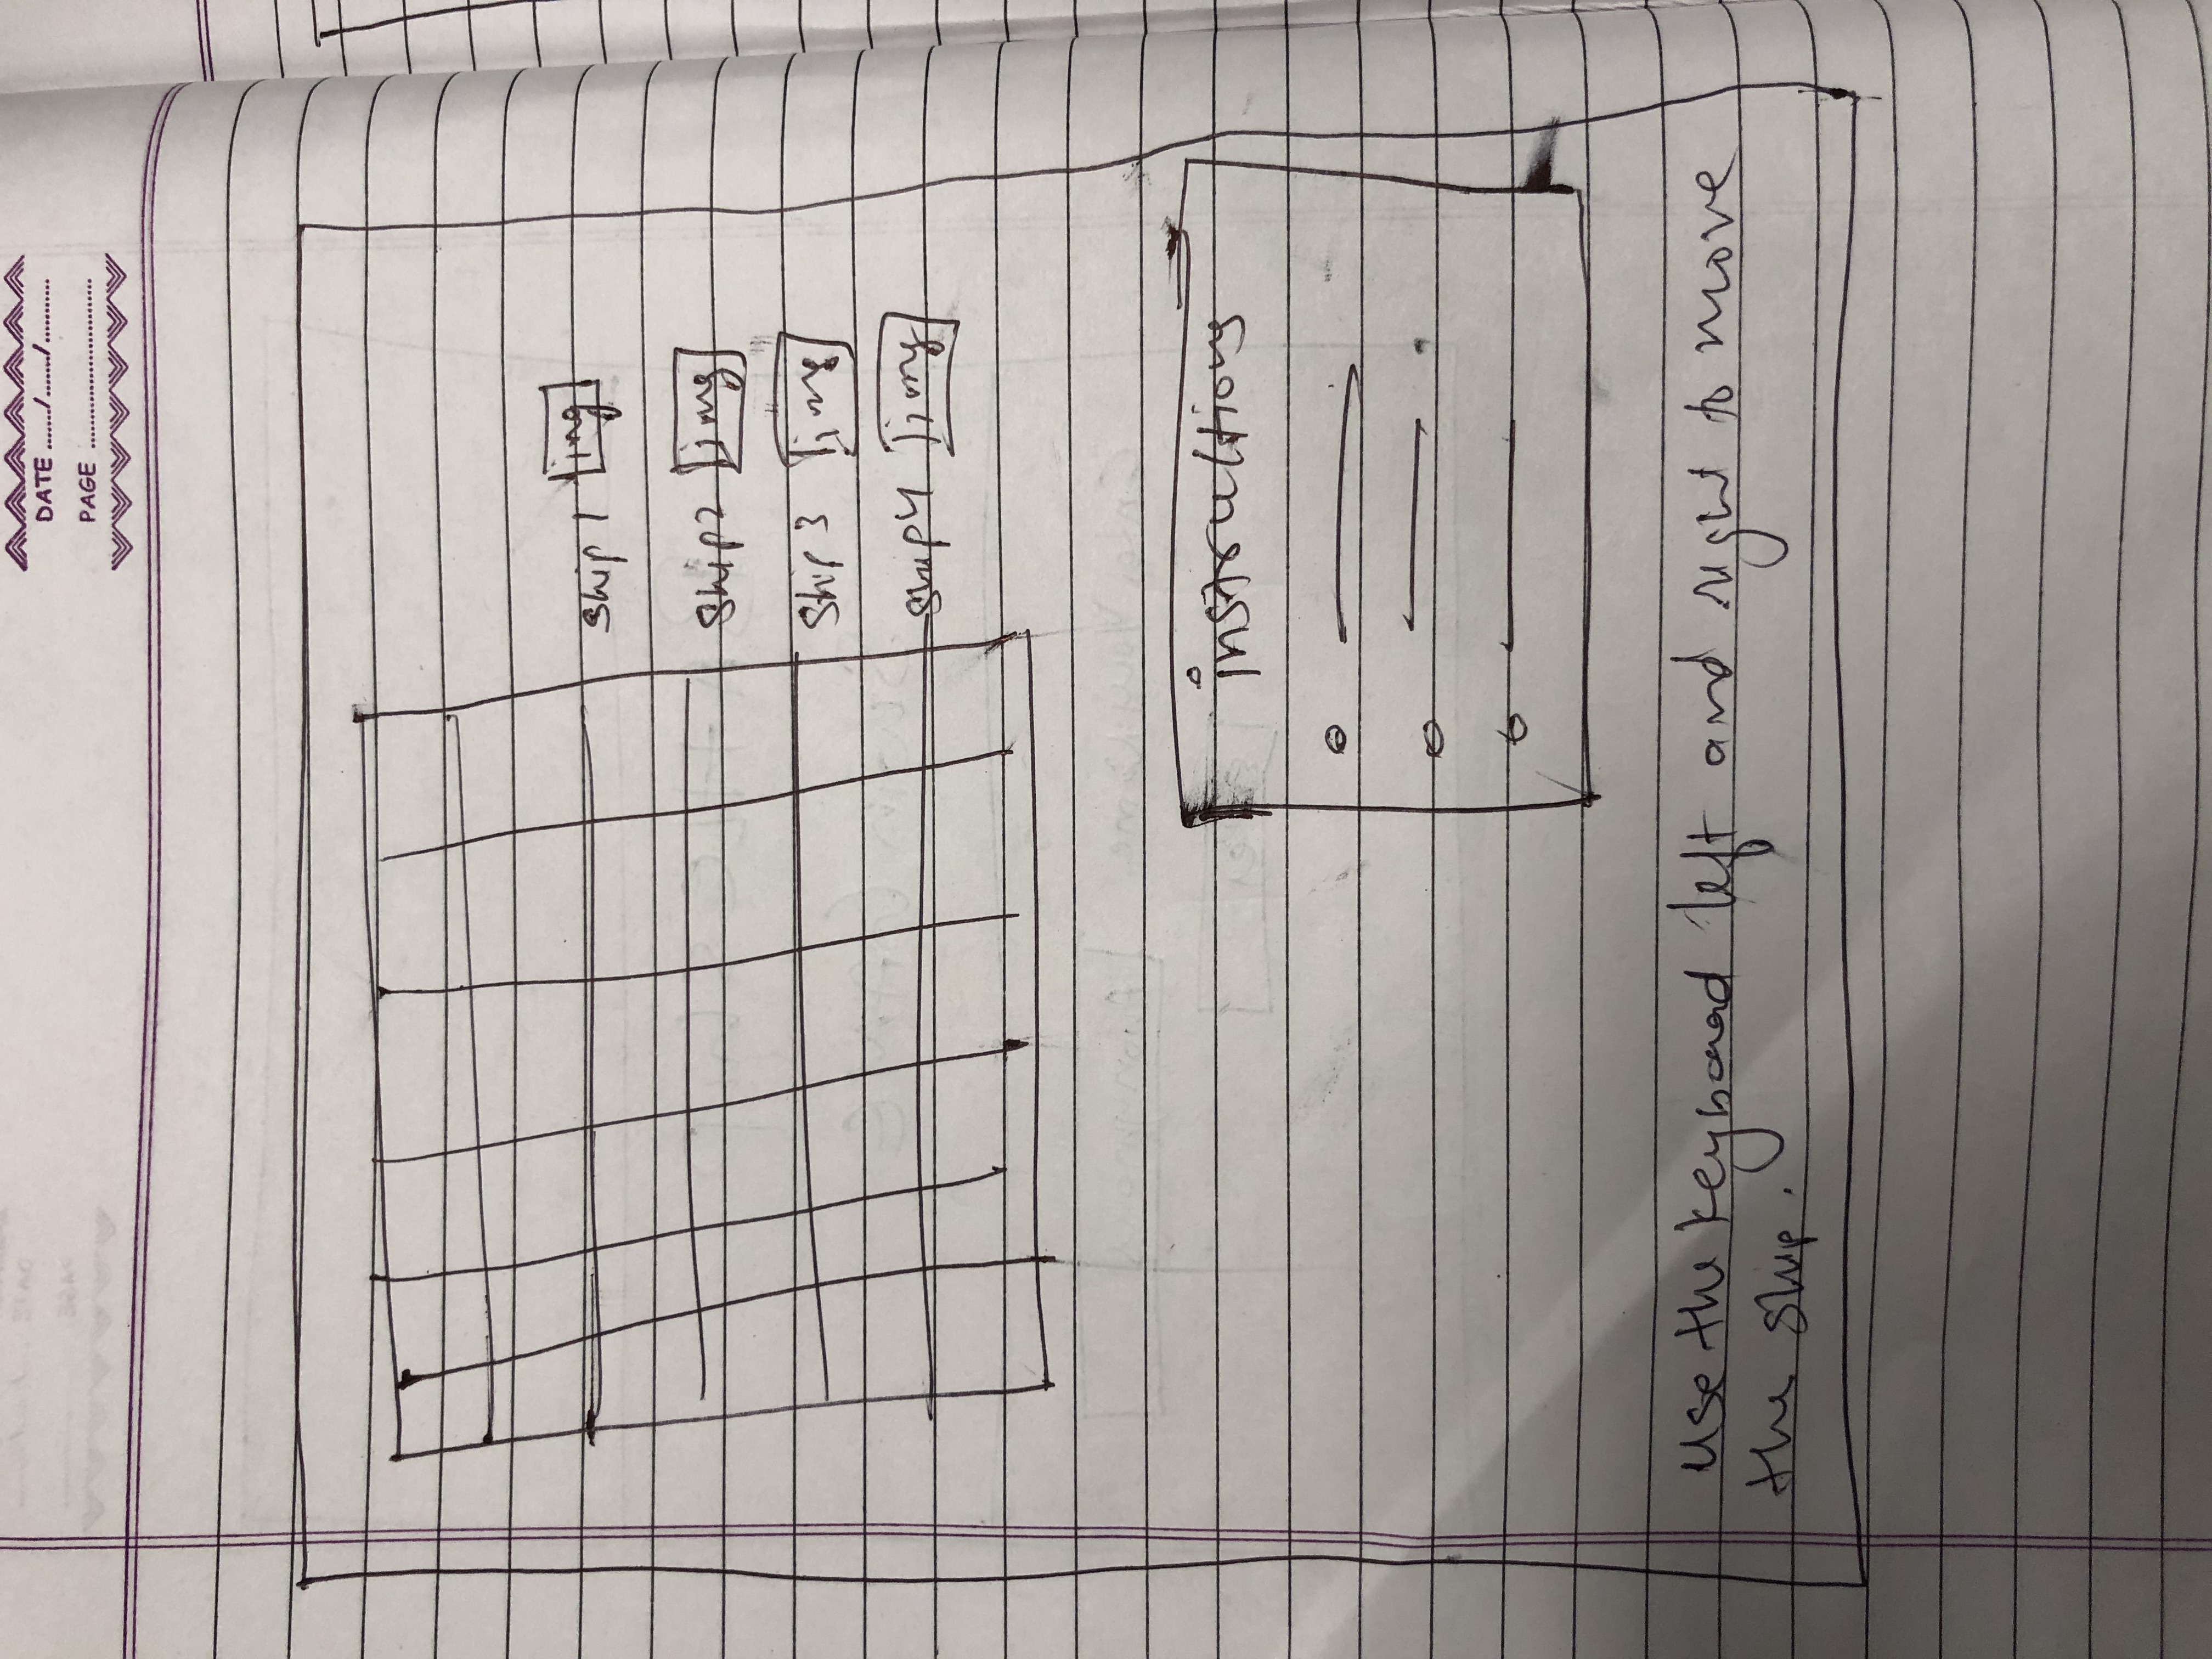 DATE ......./......./...........
PAGE ..............................
Ship 1 img
Ship2 img
Ship 3 img
Ship4 img
instructions
Use the keyboard left and right to move
the ship.